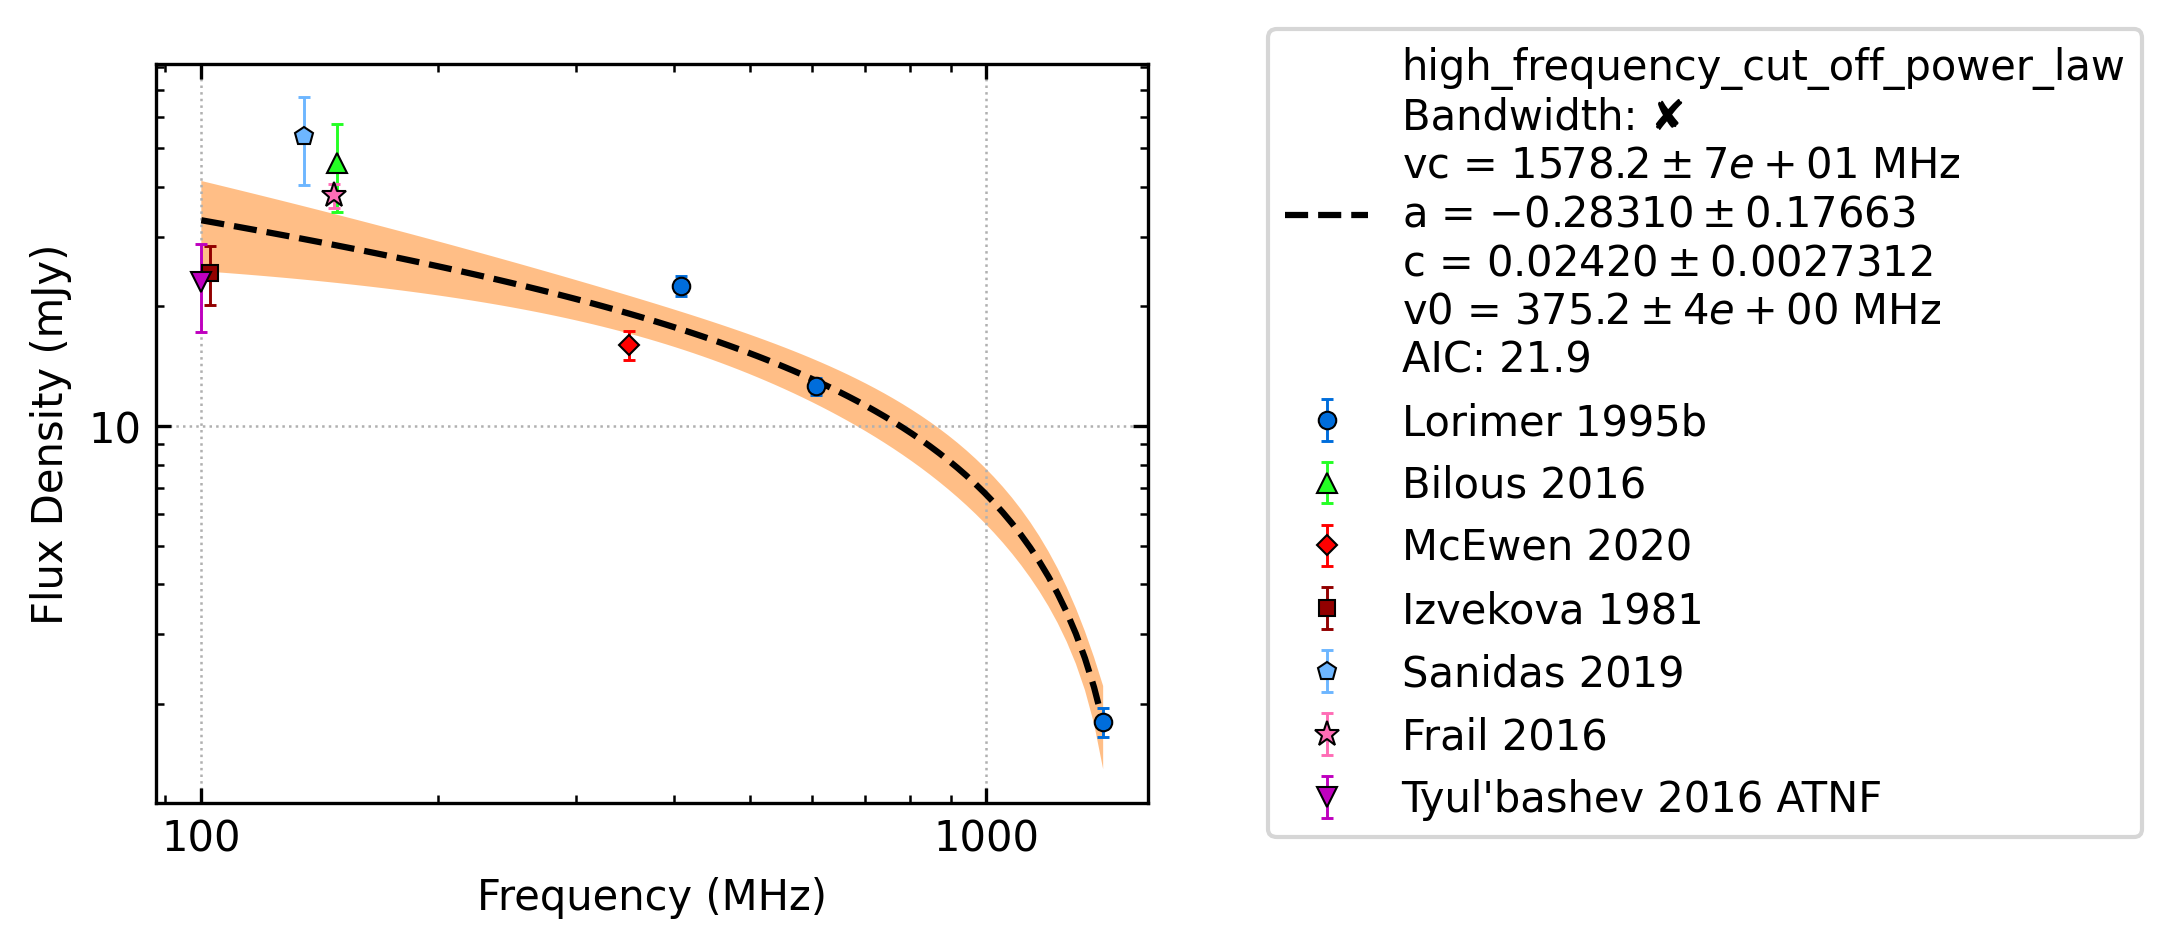 Flux Density (mJy)
10
100
1000
Frequency (MHz)
high_frequency_cut_off_power_law
Bandwidth: ✘
vc = 1578.2 ± 7e + 01 MHz
a = −0.28310 ± 0.17663
c = 0.02420 ± 0.0027312
v0 = 375.2 ± 4e + 00 MHz
AIC: 21.9
Lorimer 1995b
Bilous 2016
McEwen 2020
Izvekova 1981
Sanidas 2019
Frail 2016
Tyul'bashev 2016 ATNF